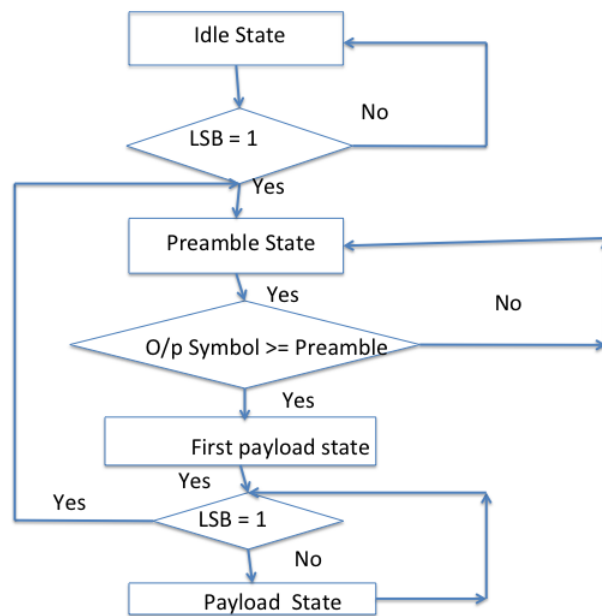 Idle State
No
LSB = 1
Yes
Preamble State
Yes
No
O/p Symbol >= Preamble
Yes
First payload state
Yes
Yes
LSB = 1
No
Payload State